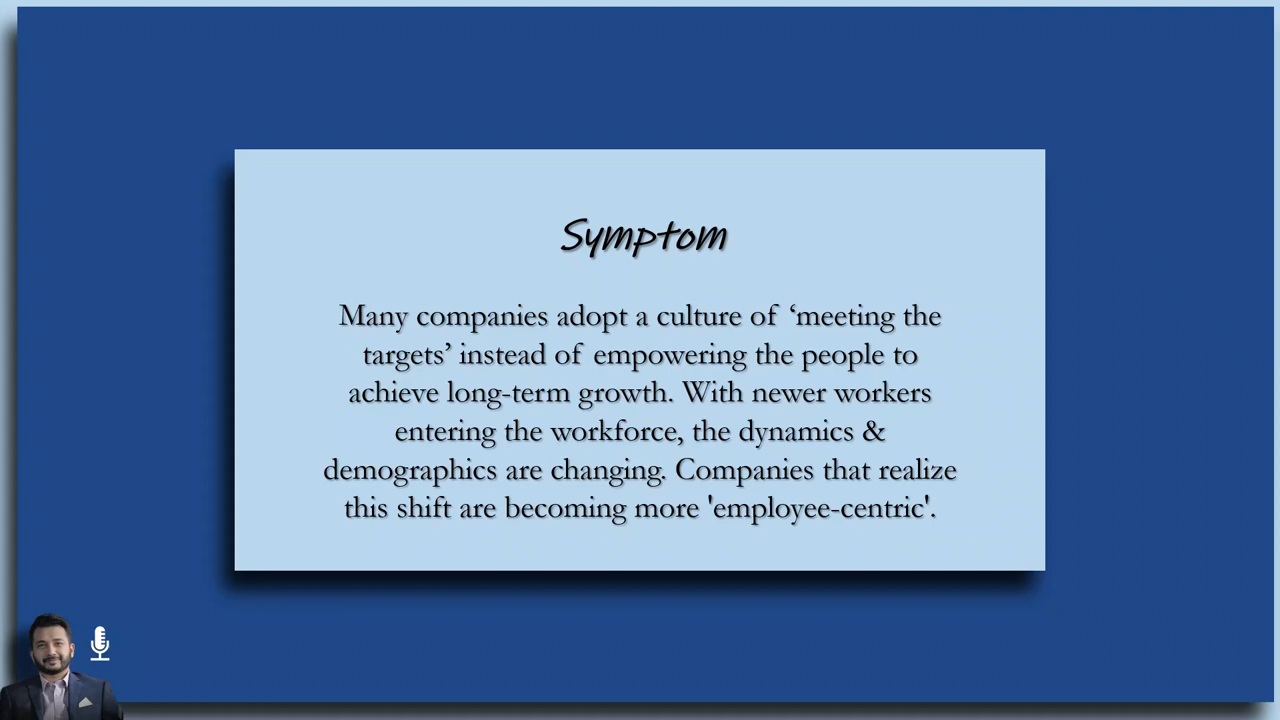 Symptom
Many companies adopt a culture of ‘meeting the
targets’ instead of empowering the people to
achieve long-term growth. With newer workers
entering the workforce, the dynamics &
demographics are changing. Companies that realize
this shift are becoming more 'employee-centric'.